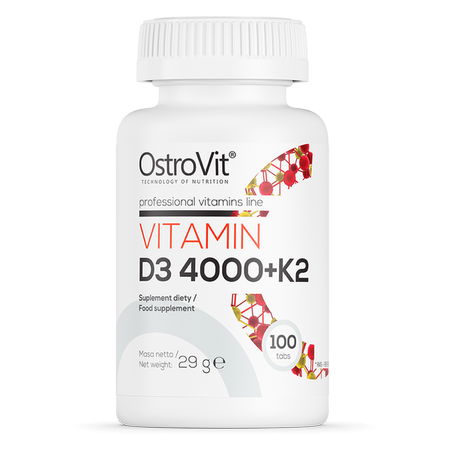 OstroVit®
TECHNOLOGY OF NUTRITION
professional vitamins line
VITAMIN
D3 4000+K2
Suplement diety /
Food supplement
100
tabs
Masa netto /
Net weight: 29 g e